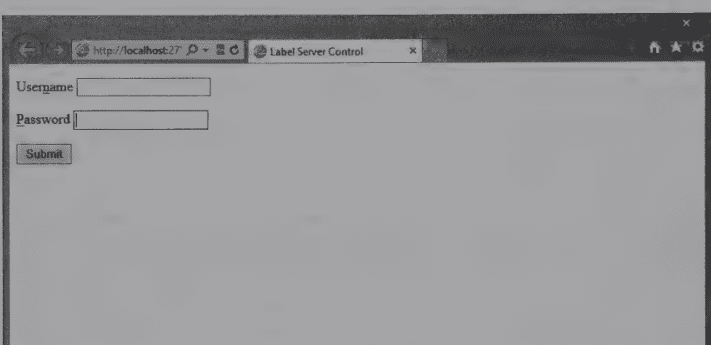 http://localhost:27
Label Server Control
Username
Password
Submit